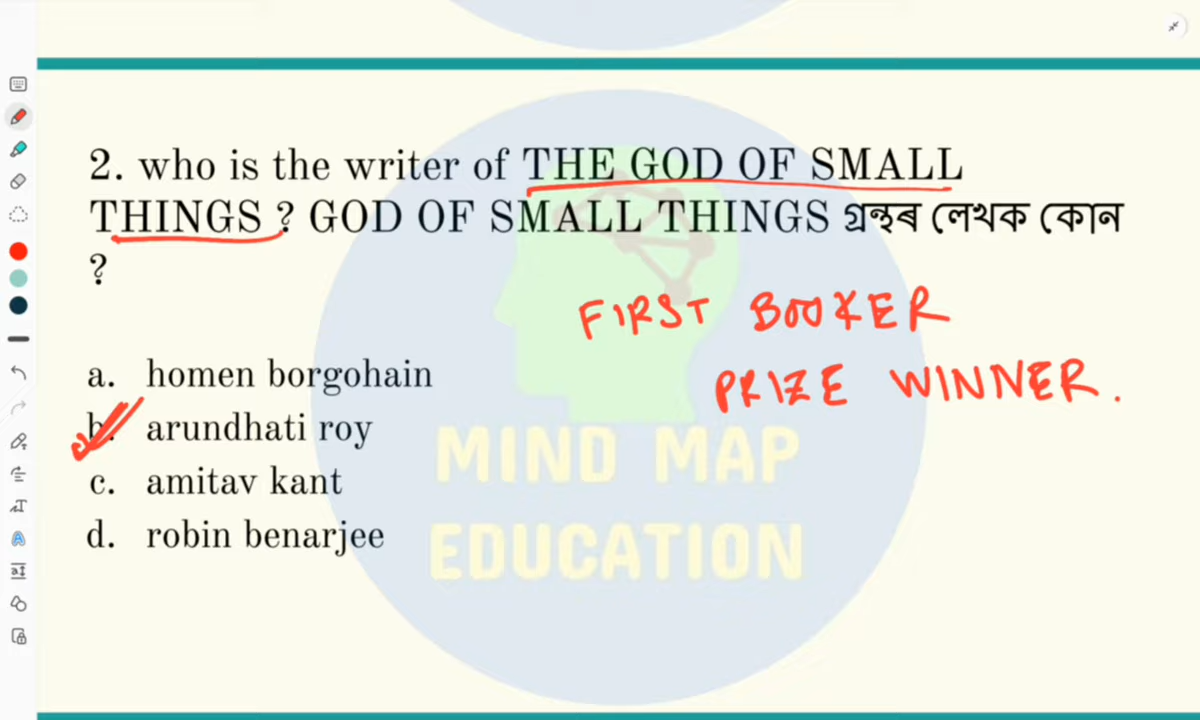 2. who is the writer of THE GOD OF SMALL
THINGS ? GOD OF SMALL THINGS গ্ৰন্থৰ লেখক কোন
?
FIRST BOOKER
PRIZE WINNER.
a. homen borgohain
b. arundhati roy
c. amitav kant
d. robin benarjee
MIND MAP
EDUCATION